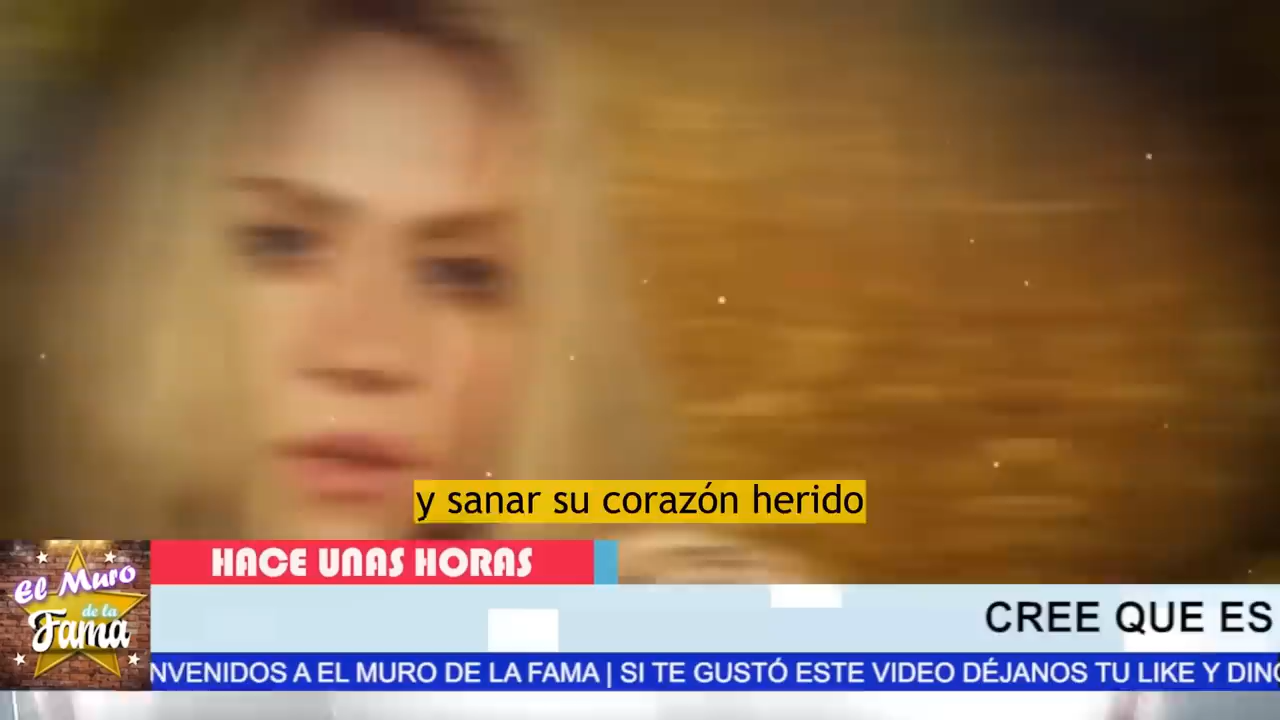 y sanar su corazón herido
HACE UNAS HORAS
El Muro
de la
Fama
CREE QUE ES
NVENIDOS A EL MURO DE LA FAMA | SI TE GUSTÓ ESTE VIDEO DÉJANOS TU LIKE Y DINO